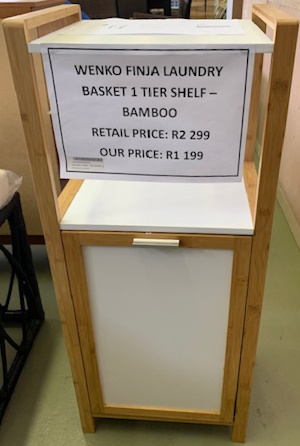 WENKO FINJA LAUNDRY
BASKET 1 TIER SHELF –
BAMBOO
RETAIL PRICE: R2 299
OUR PRICE: R1 199